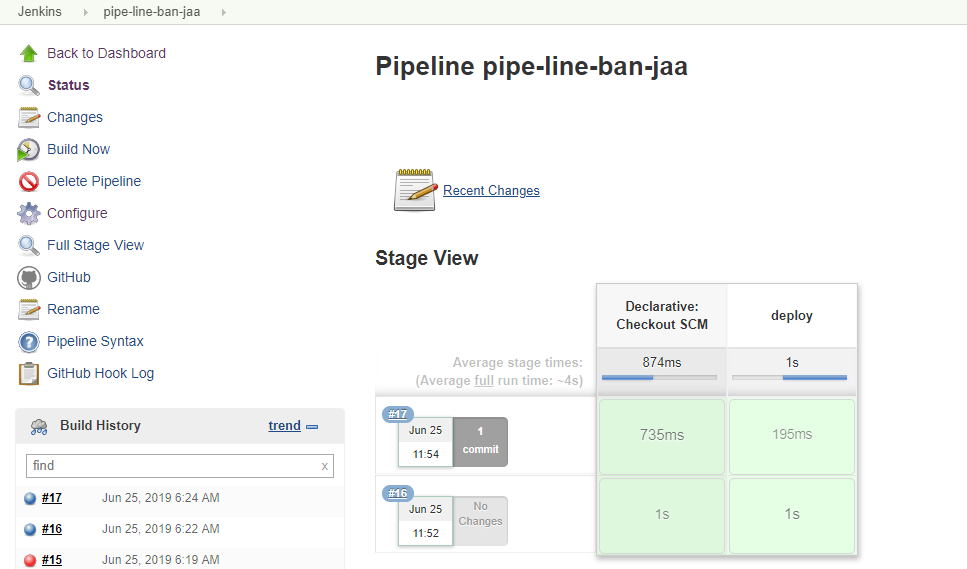 Jenkins
pipe-line-ban-jaa
Back to Dashboard
Status
Changes
Build Now
Delete Pipeline
Configure
Full Stage View
GitHub
Rename
Pipeline Syntax
GitHub Hook Log
Build History
trend
find
x
#17 Jun 25, 2019 6:24 AM
#16 Jun 25, 2019 6:22 AM
#15 Jun 25, 2019 6:19 AM
Pipeline pipe-line-ban-jaa
Recent Changes
Stage View
Declarative:
Checkout SCM
deploy
Average stage times:
(Average full run time: ~4s)
874ms
1s
#17
Jun 25
11:54
1
commit
735ms
195ms
#16
Jun 25
11:52
No
Changes
1s
1s